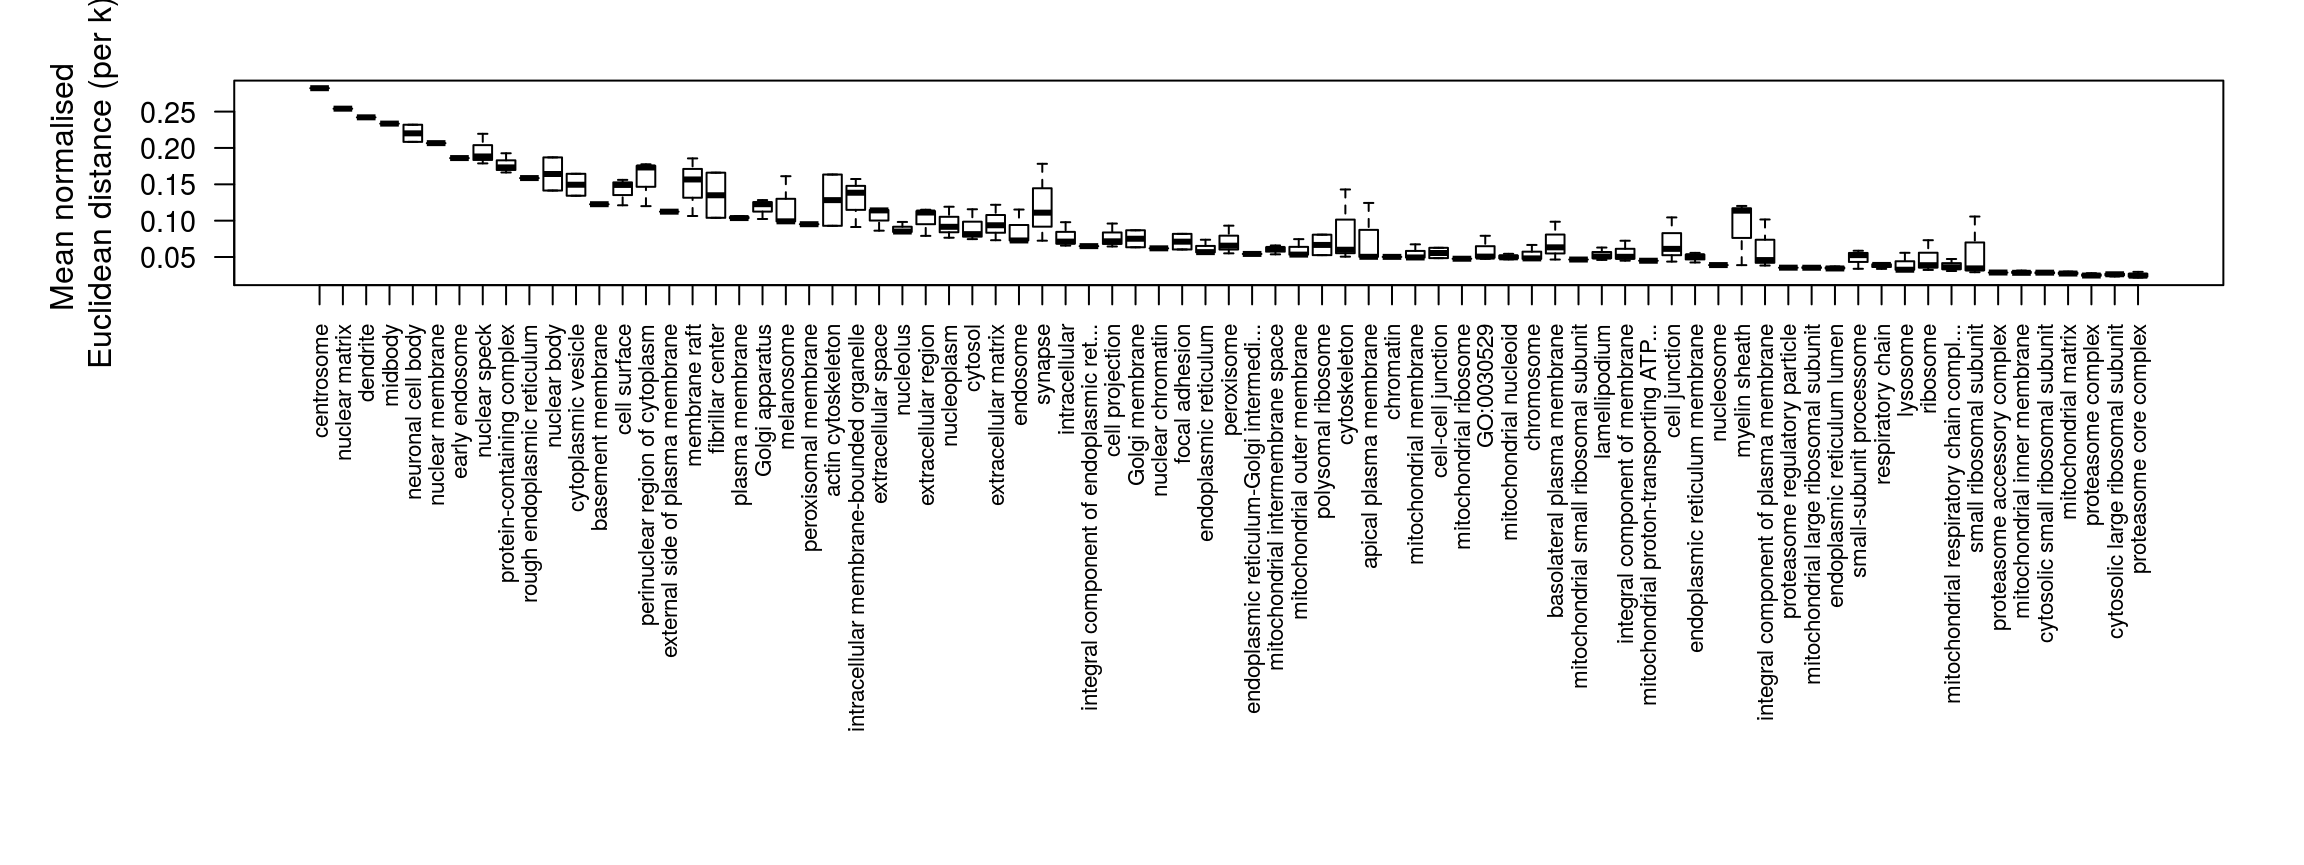 Mean normalised
Euclidean distance (per k)
0.25
0.20
0.15
0.10
0.05
centrosome
nuclear matrix
dendrite
midbody
neuronal cell body
nuclear membrane
early endosome
nuclear speck
protein-containing complex
rough endoplasmic reticulum
nuclear body
cytoplasmic vesicle
basement membrane
cell surface
perinuclear region of cytoplasm
external side of plasma membrane
membrane raft
fibrillar center
plasma membrane
Golgi apparatus
melanosome
peroxisomal membrane
actin cytoskeleton
intracellular membrane-bounded organelle
extracellular space
nucleolus
extracellular region
nucleoplasm
cytosol
extracellular matrix
endosome
synapse
intracellular
integral component of endoplasmic ret...
cell projection
Golgi membrane
nuclear chromatin
focal adhesion
endoplasmic reticulum
peroxisome
endoplasmic reticulum-Golgi intermedi...
mitochondrial intermembrane space
mitochondrial outer membrane
polysomal ribosome
cytoskeleton
apical plasma membrane
chromatin
mitochondrial membrane
cell-cell junction
mitochondrial ribosome
GO:0030529
mitochondrial nucleoid
chromosome
basolateral plasma membrane
mitochondrial small ribosomal subunit
lamellipodium
integral component of membrane
mitochondrial proton-transporting ATP...
cell junction
endoplasmic reticulum membrane
nucleosome
myelin sheath
integral component of plasma membrane
proteasome regulatory particle
mitochondrial large ribosomal subunit
endoplasmic reticulum lumen
small-subunit processome
respiratory chain
lysosome
ribosome
mitochondrial respiratory chain compl...
small ribosomal subunit
proteasome accessory complex
mitochondrial inner membrane
cytosolic small ribosomal subunit
mitochondrial matrix
proteasome complex
cytosolic large ribosomal subunit
proteasome core complex